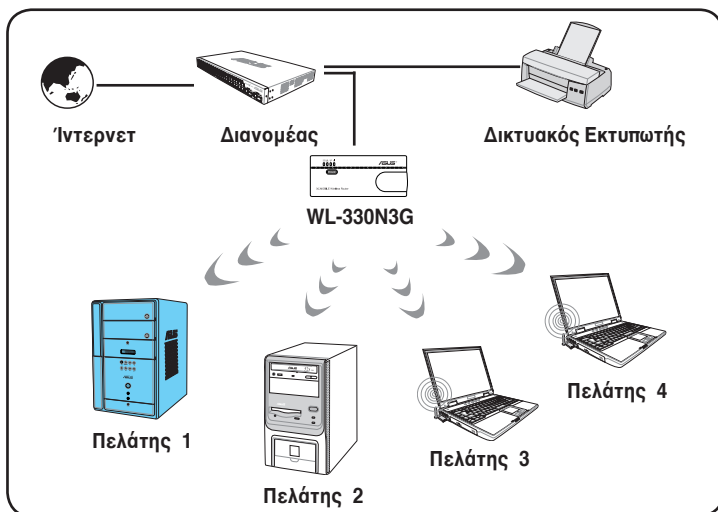 Ίντερνετ
Διανομέας
Δικτυακός Εκτυπωτής
WL-330N3G
Πελάτης 1
Πελάτης 2
Πελάτης 3
Πελάτης 4